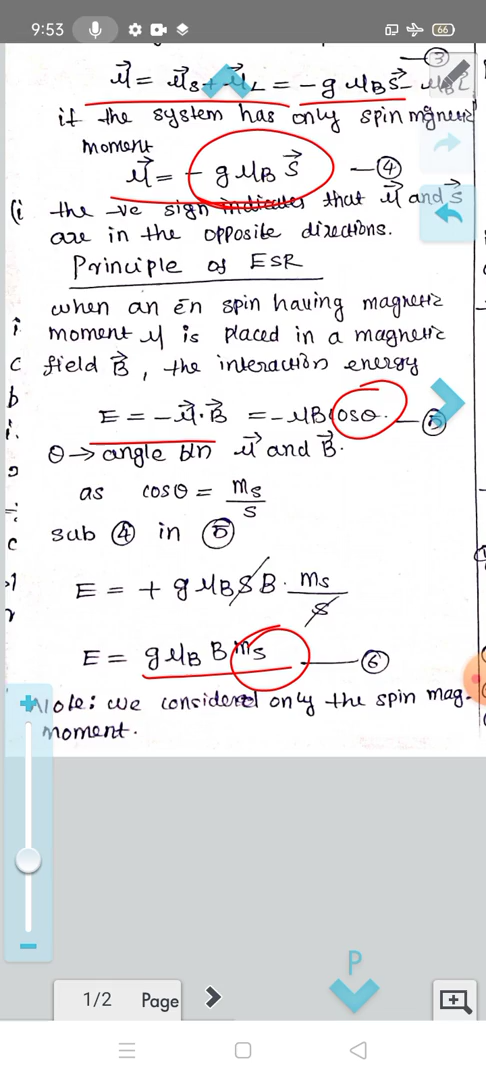 9:53
66
③
μ⃗ = μ⃗s + μ⃗L = -g μB S⃗ - μB L⃗
if the system has only spin mgnetic
moment
μ⃗ = - g μB S⃗ —④
(i the -ve sign indicates that μ⃗ and S⃗
are in the opposite directions.
Principle of ESR
when an En spin having magnetic
moment μ is placed in a magnetic
field B⃗, the interaction energy
E = -μ⃗.B⃗ = -μB cosθ. —⑤
θ → angle b/n μ⃗ and B⃗.
as cosθ = ms/s
sub ④ in ⑤
E = + g μB S B. ms/s
E = g μB B ms —⑥
Note: we considered only the spin mag.
moment.
P
1/2 Page